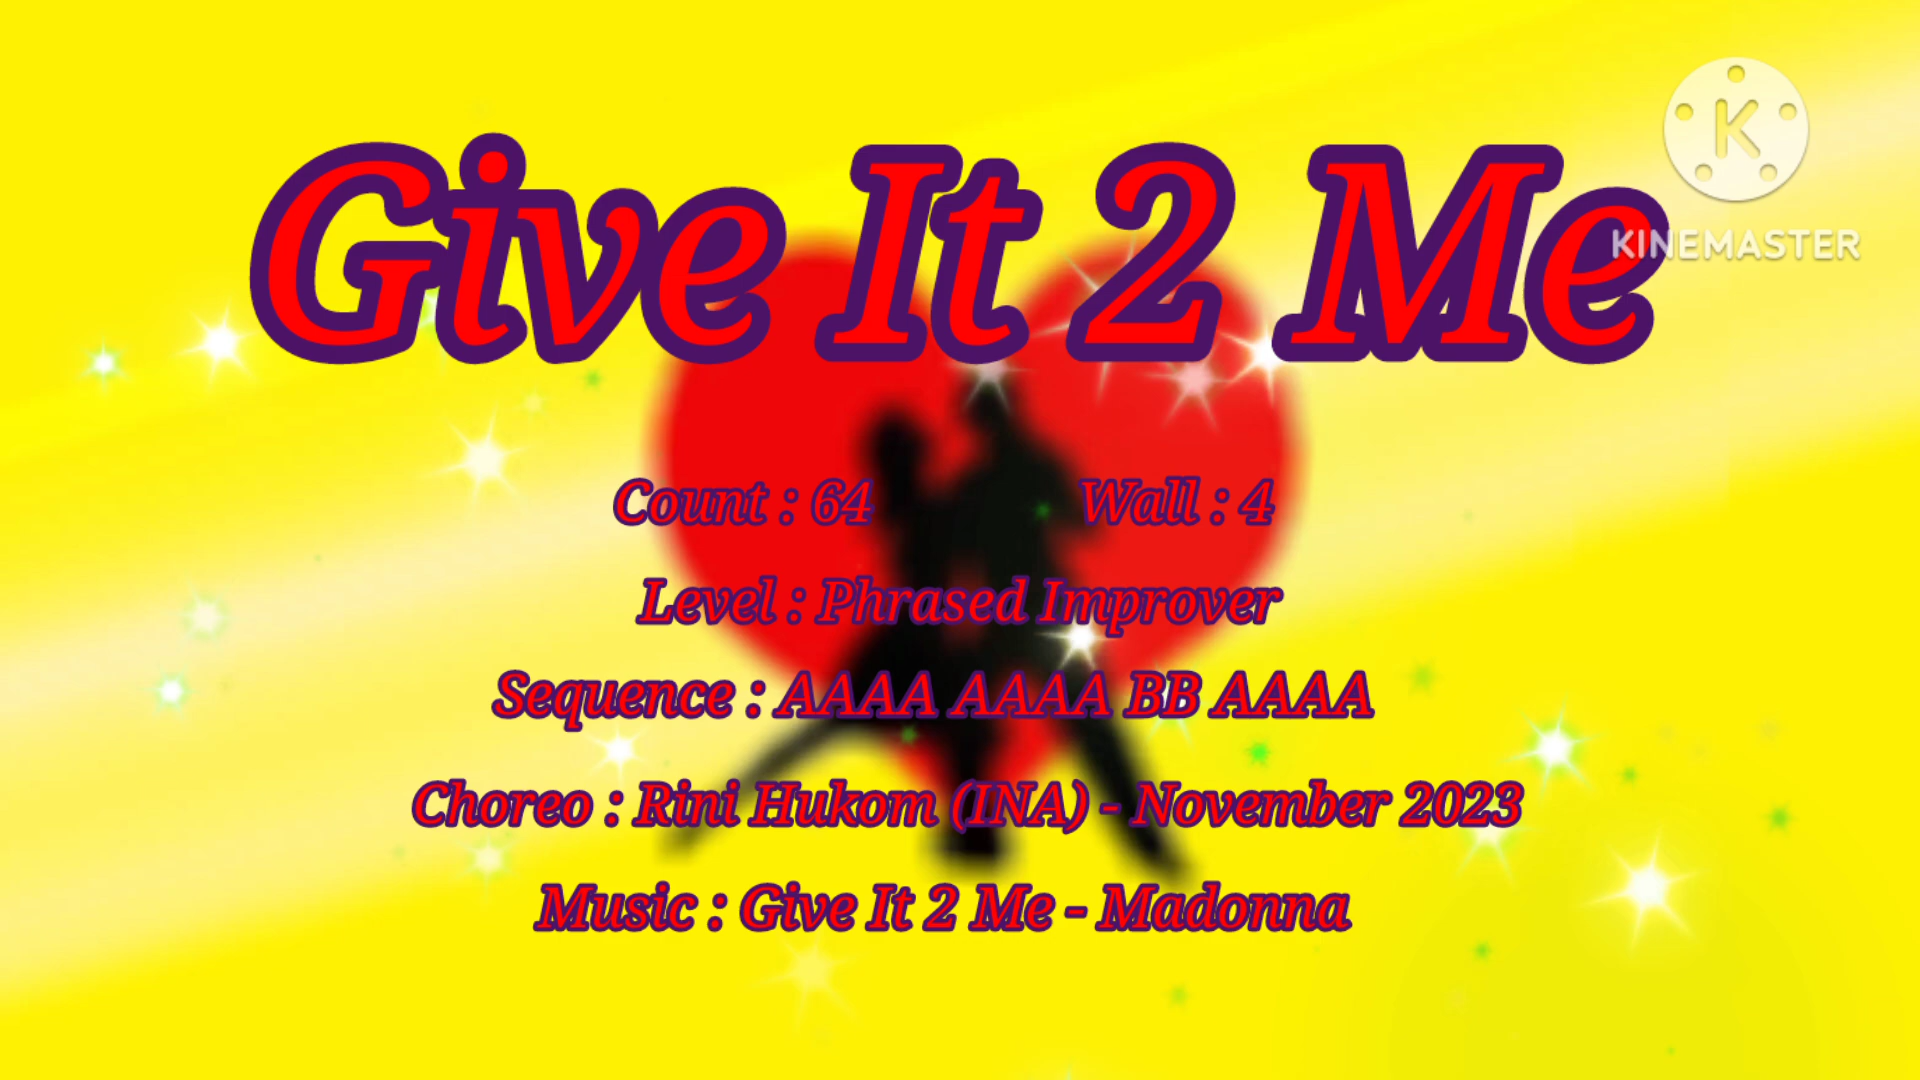 Give It 2 Me
K
KINEMASTER
Count : 64 Wall : 4
Level : Phrased Improver
Sequence : AAAA AAAA BB AAAA
Choreo : Rini Hukom (INA) - November 2023
Music : Give It 2 Me - Madonna